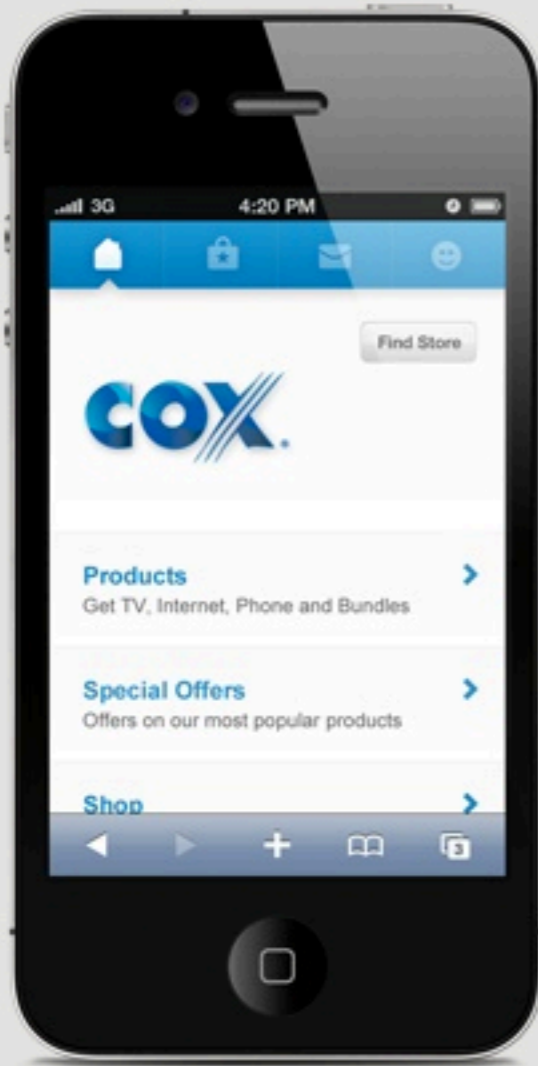 3G 4:20 PM
Find Store
COX.
Products
Get TV, Internet, Phone and Bundles
Special Offers
Offers on our most popular products
Shop
3